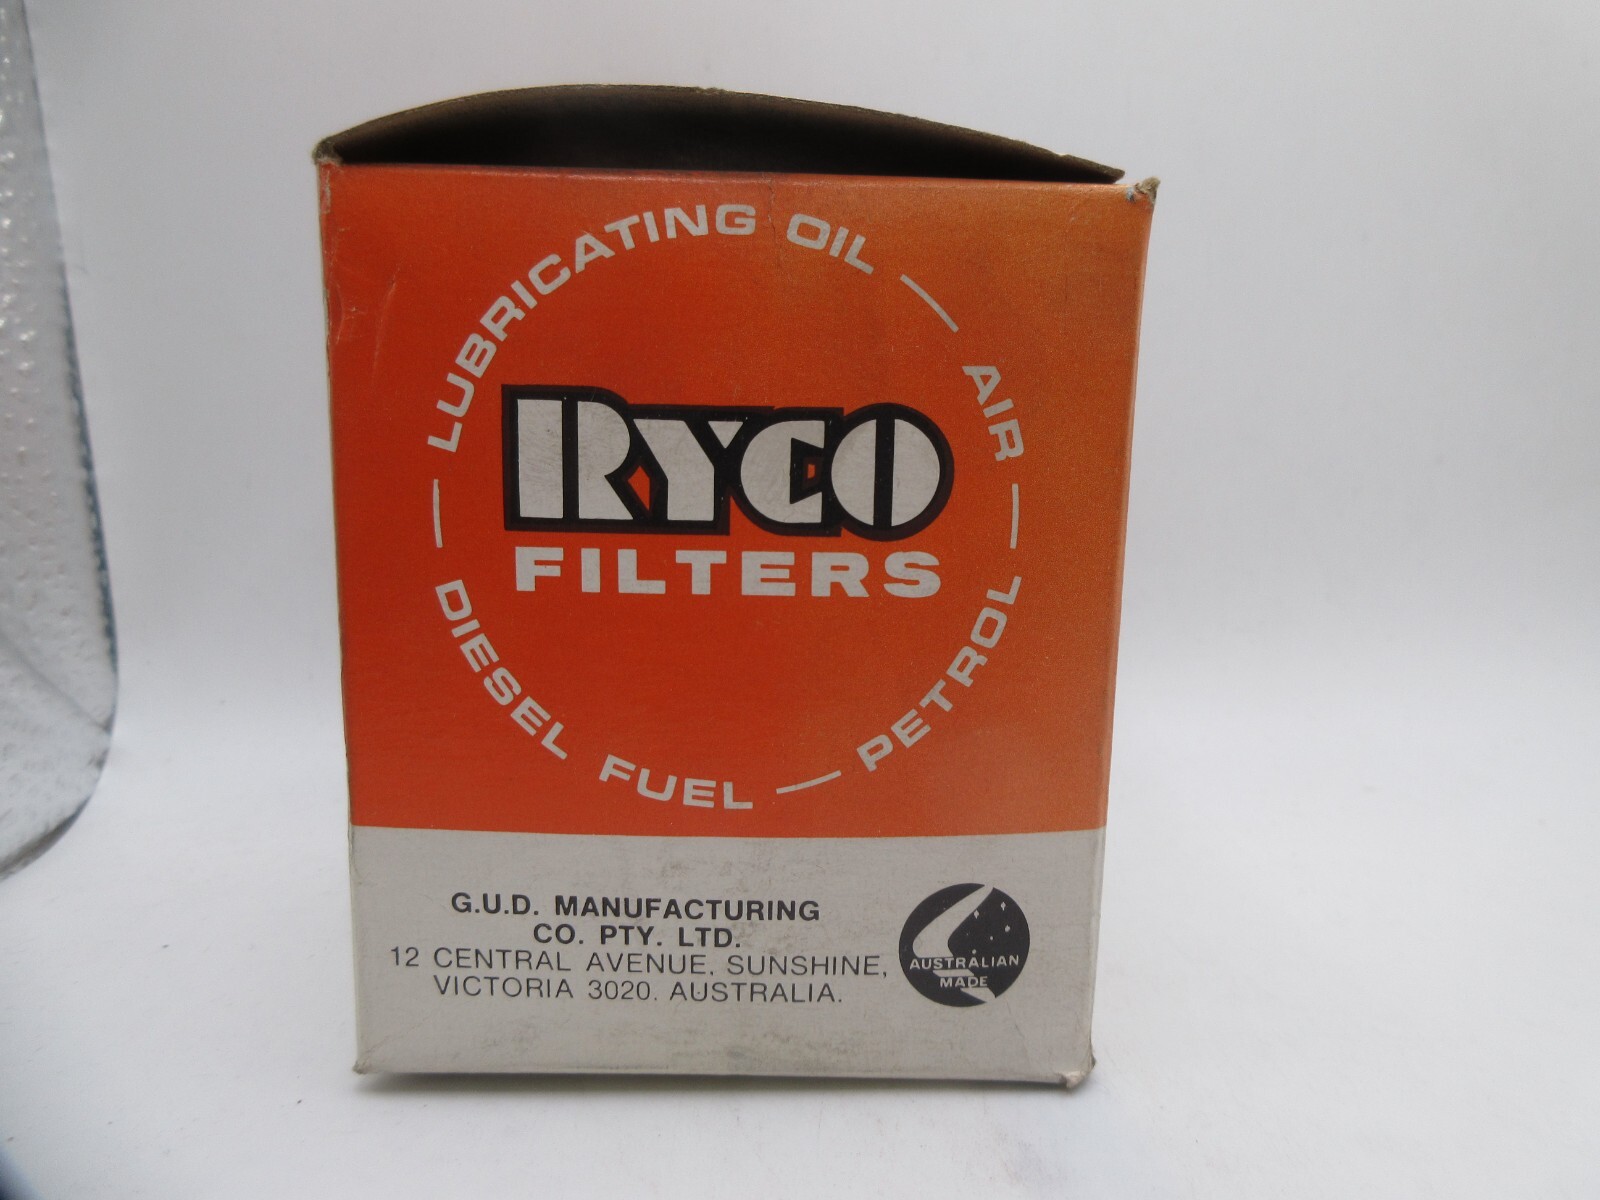 LUBRICATING OIL — AIR — PETROL — DIESEL FUEL —
RYCO
FILTERS
G.U.D. MANUFACTURING
CO. PTY. LTD.
12 CENTRAL AVENUE, SUNSHINE,
VICTORIA 3020. AUSTRALIA.
AUSTRALIAN
MADE